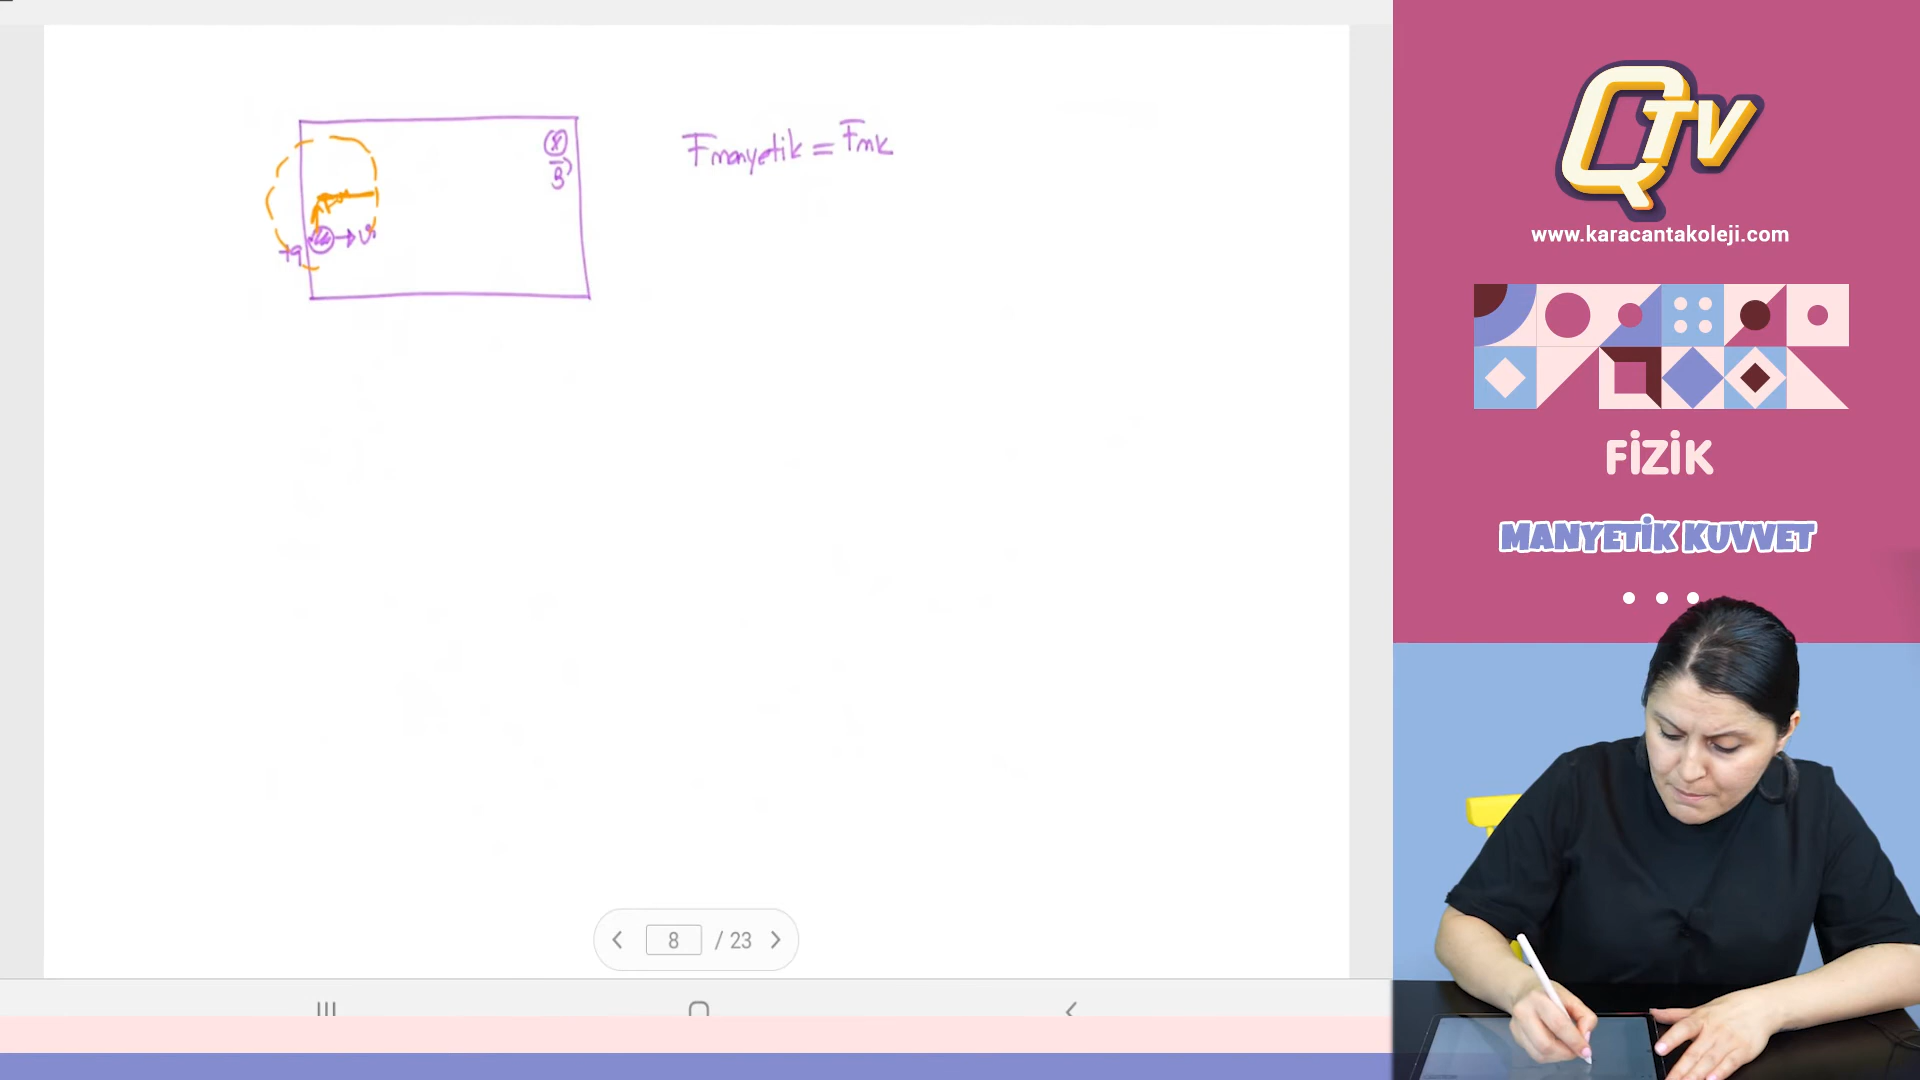 ⊗
B
+q
→ v
Fmanyetik = Fmk
8 / 23
QTV
www.karacantakoleji.com
FİZİK
MANYETİK KUVVET